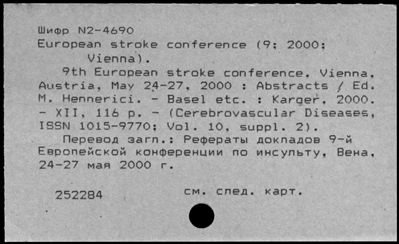 Шифр N2-4690
European stroke conference (9; 2000;
Vienna).
9th European stroke conference, Vienna,
Austria, May 24-27, 2000 : Abstracts / Ed.
M. Hennerici. - Basel etc. : Karger, 2000.
- XII, 116 p. - (Cerebrovascular Diseases,
ISSN 1015-9770; Vol. 10, suppl. 2).
Перевод загл.: Рефераты докладов 9-й
Европейской конференции по инсульту, Вена,
24-27 мая 2000 г.
252284 см. след. карт.